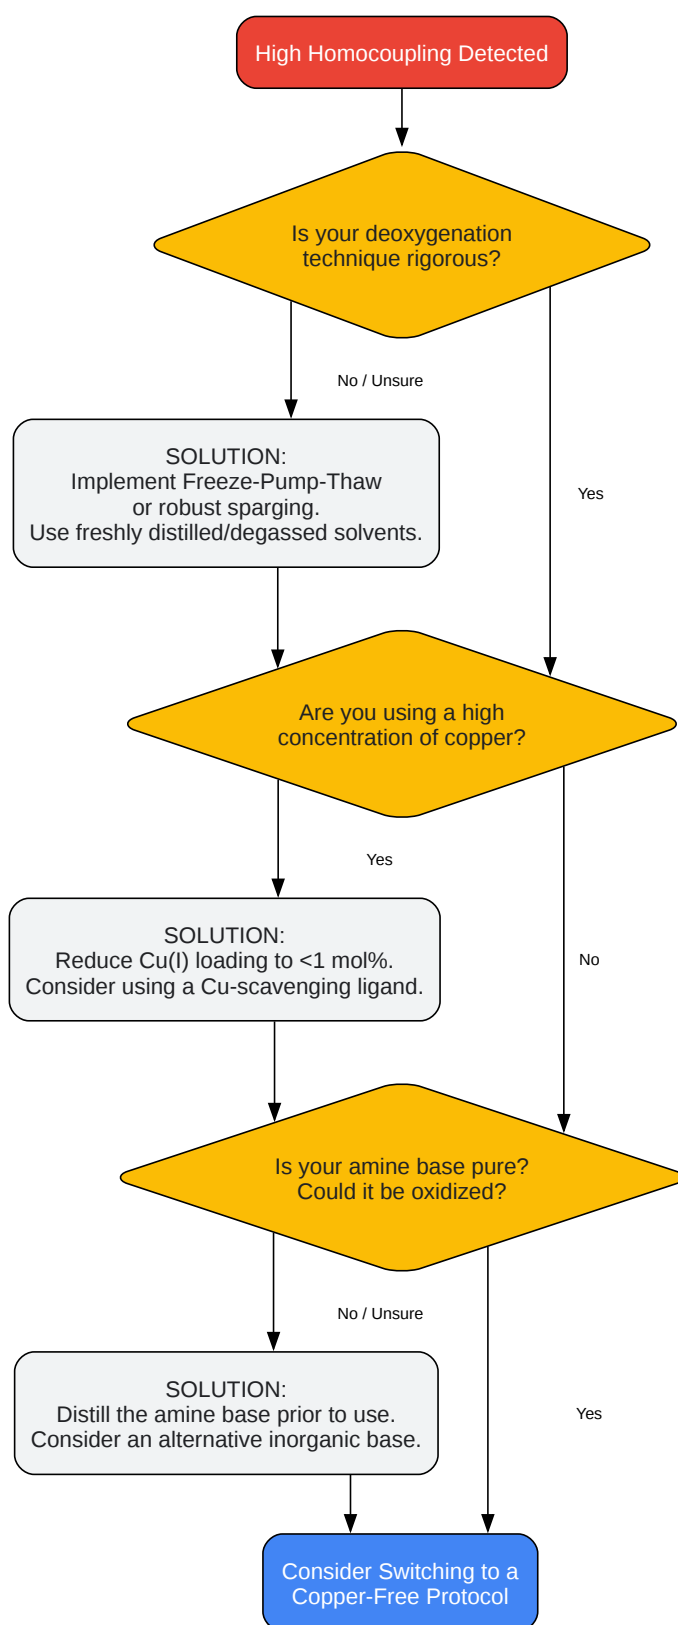 High Homocoupling Detected
Is your deoxygenation
technique rigorous?
No / Unsure
SOLUTION:
Implement Freeze-Pump-Thaw
or robust sparging.
Use freshly distilled/degassed solvents.
Yes
Are you using a high
concentration of copper?
Yes
SOLUTION:
Reduce Cu(I) loading to <1 mol%.
Consider using a Cu-scavenging ligand.
No
Is your amine base pure?
Could it be oxidized?
No / Unsure
SOLUTION:
Distill the amine base prior to use.
Consider an alternative inorganic base.
Yes
Consider Switching to a
Copper-Free Protocol